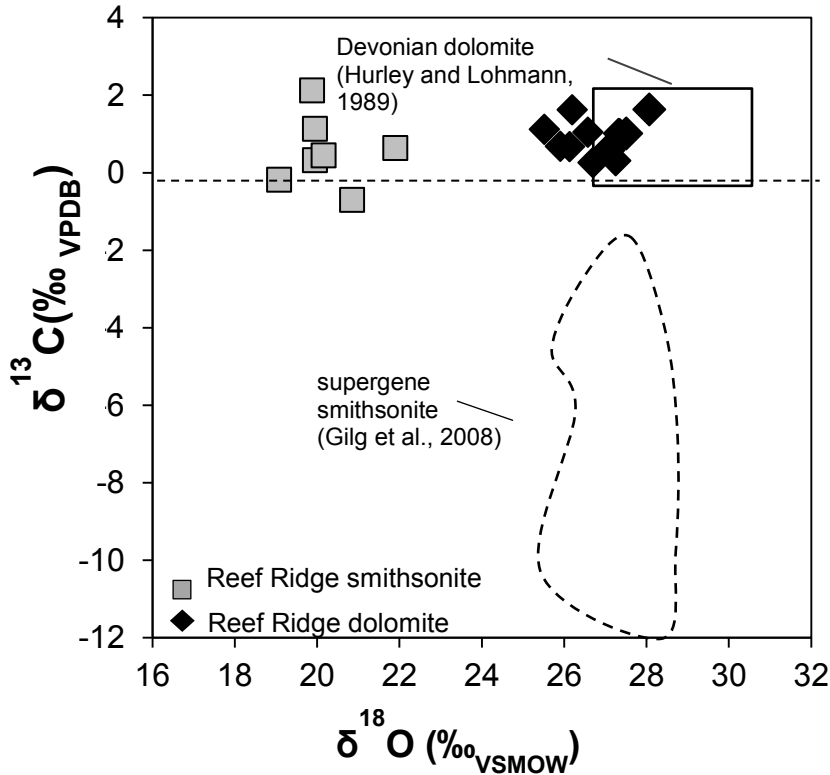 4
2
0
-2
-4
-6
-8
-10
-12
δ ¹³ C(‰ VPDB)
Devonian dolomite
(Hurley and Lohmann,
1989)
supergene
smithsonite
(Gilg et al., 2008)
Reef Ridge smithsonite
Reef Ridge dolomite
16 18 20 22 24 26 28 30 32
δ ¹⁸ O (‰ VSMOW)